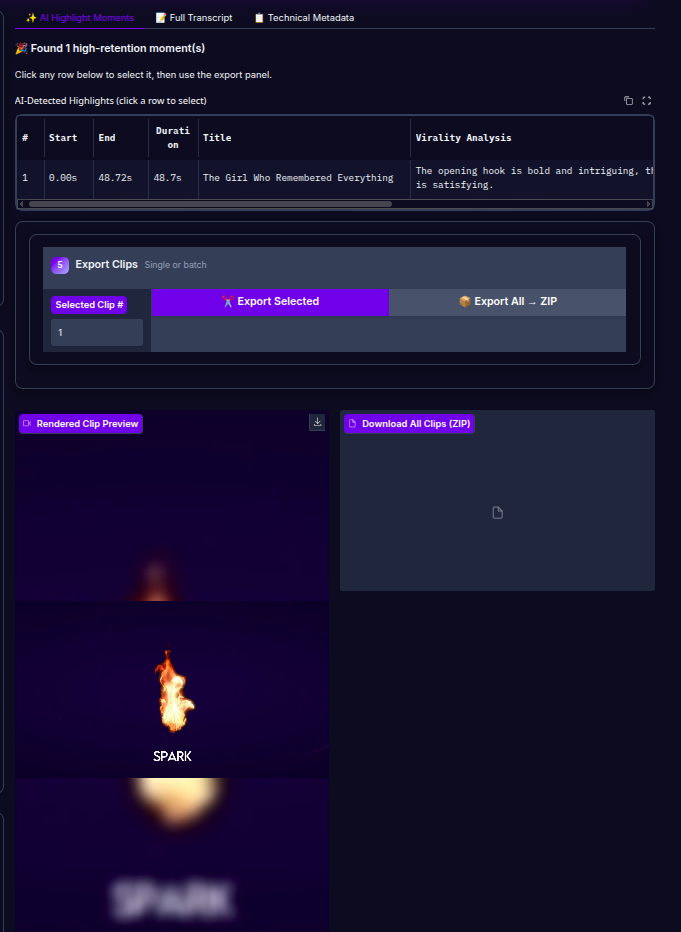 ✨ AI Highlight Moments 📝 Full Transcript 📋 Technical Metadata
🎉 Found 1 high-retention moment(s)
Click any row below to select it, then use the export panel.
AI-Detected Highlights (click a row to select)
# Start End Durati
on Title Virality Analysis
1 0.00s 48.72s 48.7s The Girl Who Remembered Everything The opening hook is bold and intriguing, th
is satisfying.
5 Export Clips Single or batch
Selected Clip #
✂️ Export Selected 📦 Export All → ZIP
1
Rendered Clip Preview
Download All Clips (ZIP)
SPARK
SPARK